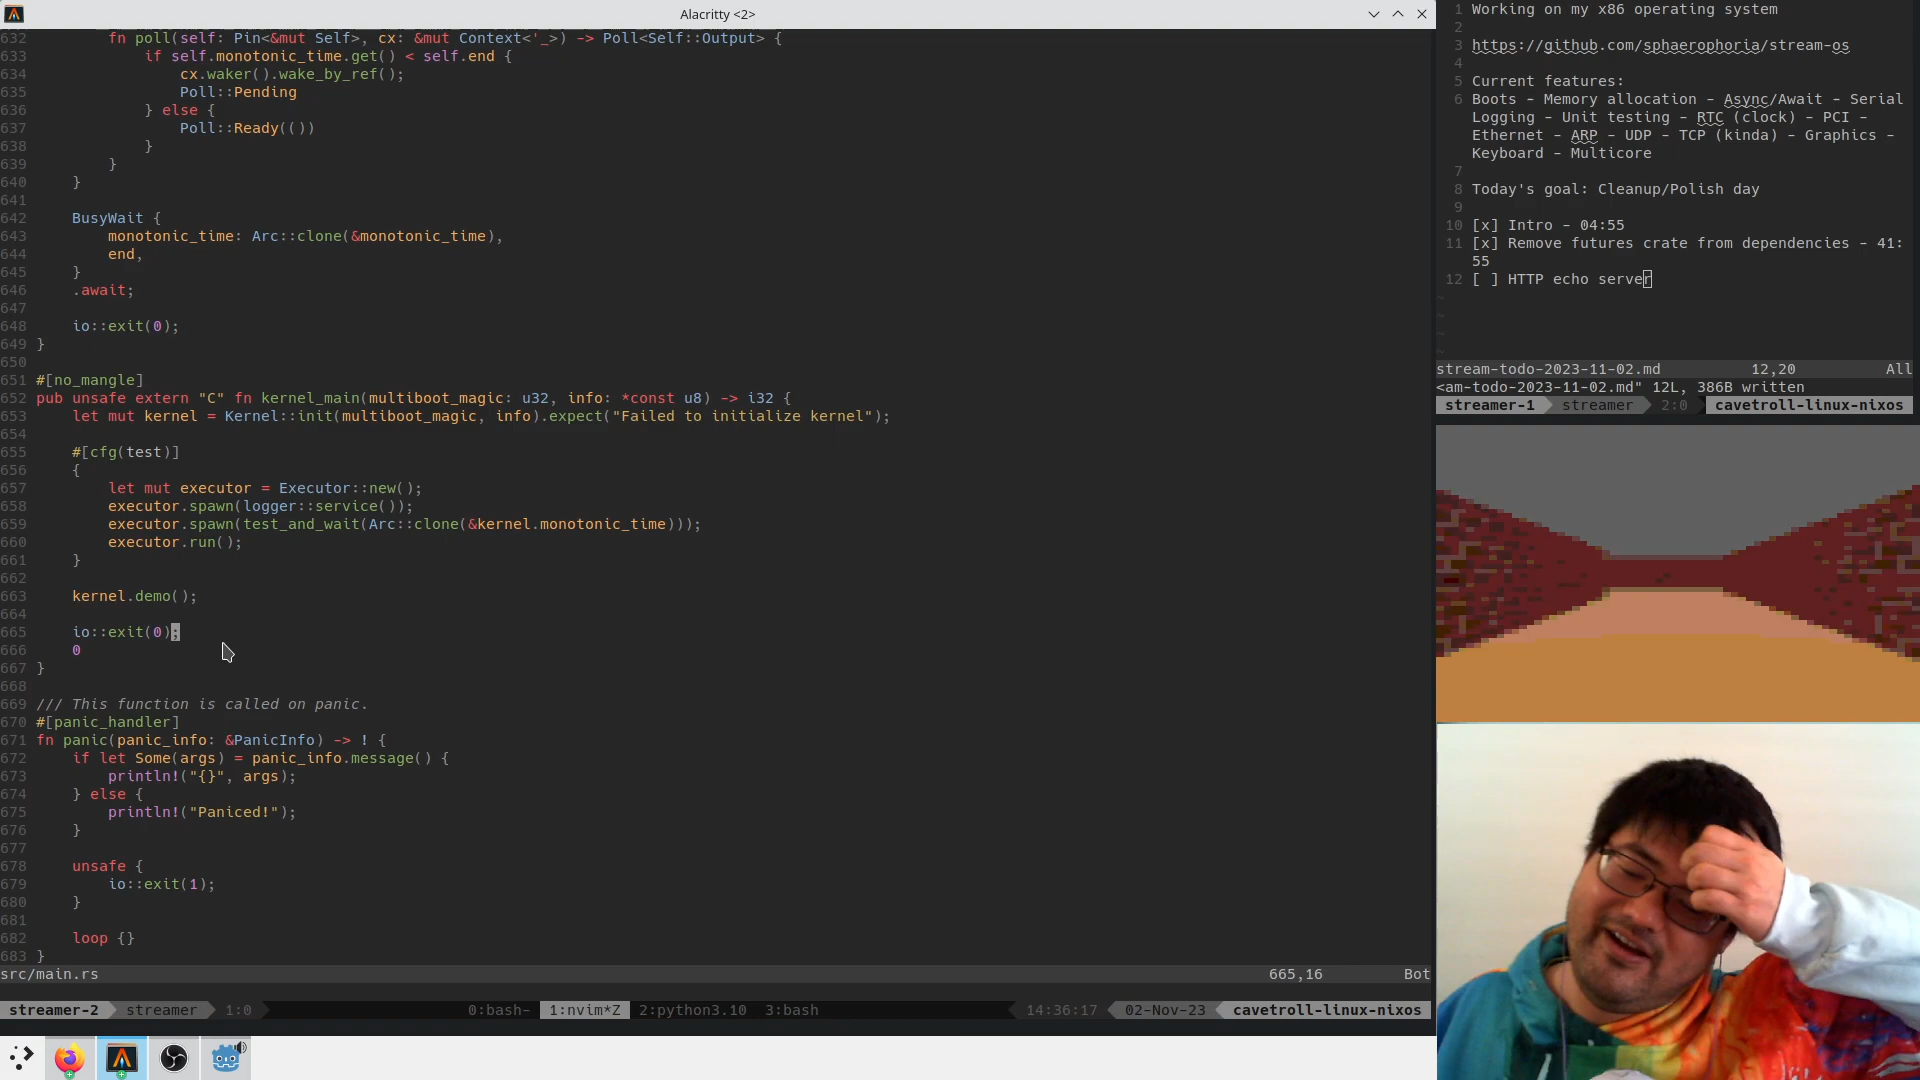 Alacritty <2>
632         fn poll(self: Pin<&mut Self>, cx: &mut Context<'_>) -> Poll<Self::Output> {
633             if self.monotonic_time.get() < self.end {
634                 cx.waker().wake_by_ref();
635                 Poll::Pending
636             } else {
637                 Poll::Ready(())
638             }
639         }
640     }
641
642     BusyWait {
643         monotonic_time: Arc::clone(&monotonic_time),
644         end,
645     }
646     .await;
647
648     io::exit(0);
649 }
650
651 #[no_mangle]
652 pub unsafe extern "C" fn kernel_main(multiboot_magic: u32, info: *const u8) -> i32 {
653     let mut kernel = Kernel::init(multiboot_magic, info).expect("Failed to initialize kernel");
654
655     #[cfg(test)]
656     {
657         let mut executor = Executor::new();
658         executor.spawn(logger::service());
659         executor.spawn(test_and_wait(Arc::clone(&kernel.monotonic_time)));
660         executor.run();
661     }
662
663     kernel.demo();
664
665     io::exit(0);
666     0
667 }
668
669 /// This function is called on panic.
670 #[panic_handler]
671 fn panic(panic_info: &PanicInfo) -> ! {
672     if let Some(args) = panic_info.message() {
673         println!("{}", args);
674     } else {
675         println!("Paniced!");
676     }
677
678     unsafe {
679         io::exit(1);
680     }
681
682     loop {}
683 }
src/main.rs 665,16 Bot
streamer-2 streamer 1:0 0:bash- 1:nvim*Z 2:python3.10 3:bash 14:36:17 02-Nov-23 cavetroll-linux-nixos
1 Working on my x86 operating system
2
3 https://github.com/sphaerophoria/stream-os
4
5 Current features:
6 Boots - Memory allocation - Async/Await - Serial
Logging - Unit testing - RTC (clock) - PCI -
Ethernet - ARP - UDP - TCP (kinda) - Graphics -
Keyboard - Multicore
7
8 Today's goal: Cleanup/Polish day
9
10 [x] Intro - 04:55
11 [x] Remove futures crate from dependencies - 41:
55
12 [ ] HTTP echo server
~
~
~
~
stream-todo-2023-11-02.md 12,20 All
<am-todo-2023-11-02.md" 12L, 386B written
streamer-1 streamer 2:0 cavetroll-linux-nixos